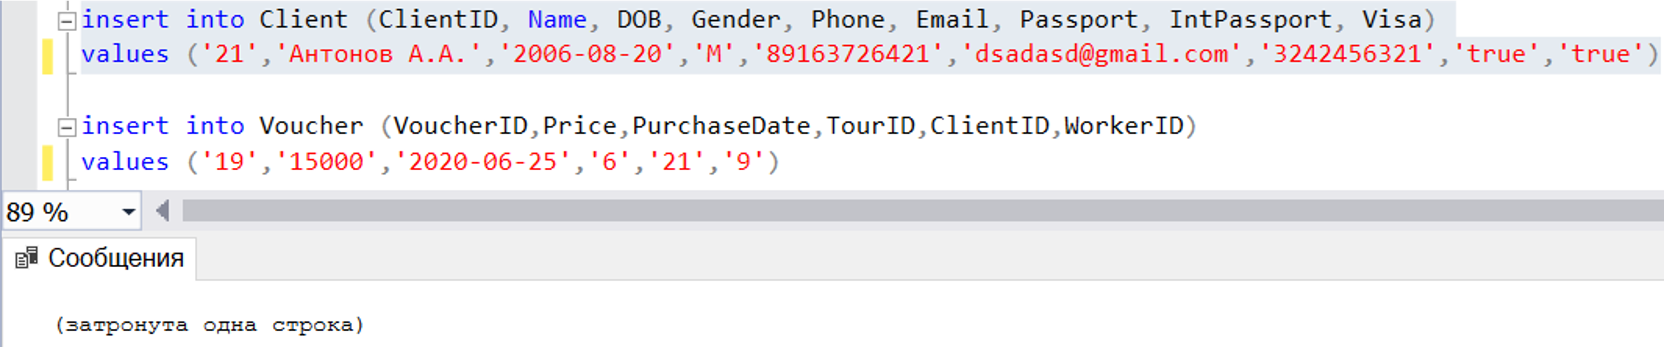 insert into Client (ClientID, Name, DOB, Gender, Phone, Email, Passport, IntPassport, Visa)
values ('21','Антонов А.А.','2006-08-20','М','89163726421','dsadasd@gmail.com','3242456321','true','true')
insert into Voucher (VoucherID,Price,PurchaseDate,TourID,ClientID,WorkerID)
values ('19','15000','2020-06-25','6','21','9')
89 %
Сообщения
(затронута одна строка)